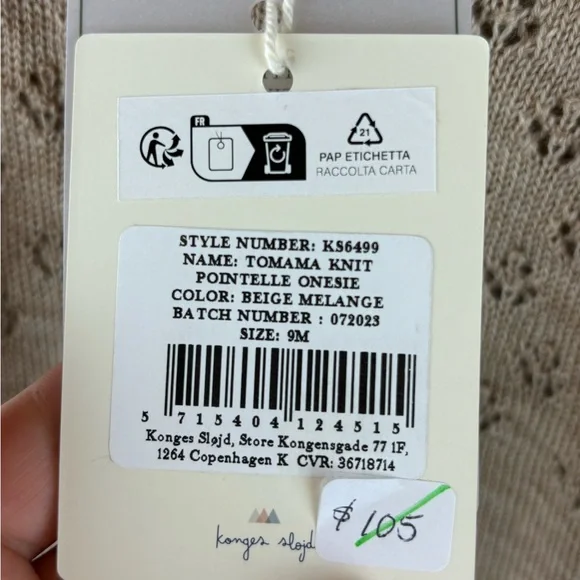 FR
21
PAP ETICHETTA
RACCOLTA CARTA
STYLE NUMBER: KS6499
NAME: TOMAMA KNIT
POINTELLE ONESIE
COLOR: BEIGE MELANGE
BATCH NUMBER : 072023
SIZE: 9M
5 715404 124515
Konges Sløjd, Store Kongensgade 77 1F,
1264 Copenhagen K CVR: 36718714
konges sløjd
$ 105